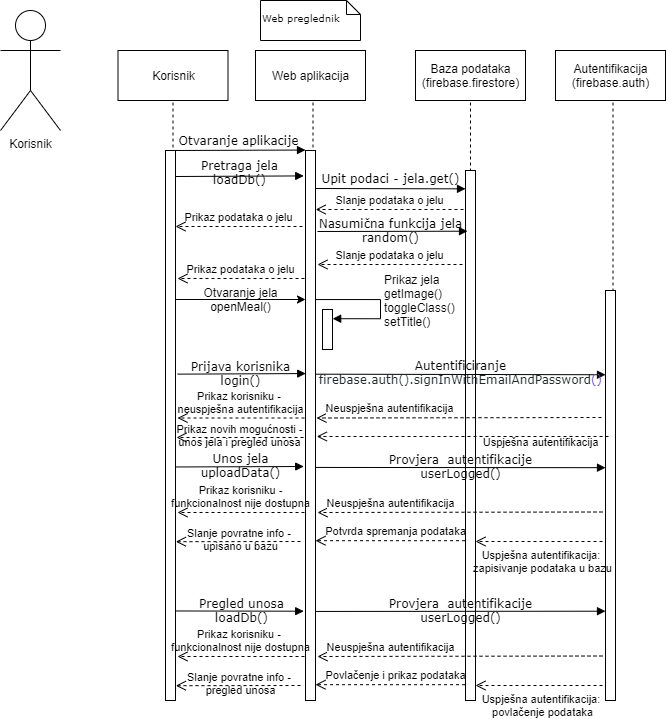 Web preglednik
Korisnik
Korisnik
Web aplikacija
Baza podataka
(firebase.firestore)
Autentifikacija
(firebase.auth)
Otvaranje aplikacije
Pretraga jela
loadDb()
Upit podaci - jela.get()
Slanje podataka o jelu
Prikaz podataka o jelu
Nasumična funkcija jela
random()
Slanje podataka o jelu
Prikaz podataka o jelu
Otvaranje jela
openMeal()
Prikaz jela
getImage()
toggleClass()
setTitle()
Prijava korisnika
login()
Autentificiranje
firebase.auth().signInWithEmailAndPassword()
Prikaz korisniku -
neuspješna autentifikacija
Neuspješna autentifikacija
Prikaz novih mogućnosti -
unos jela i pregled unosa
Uspješna autentifikacija
Unos jela
uploadData()
Provjera  autentifikacije
userLogged()
Prikaz korisniku -
funkcionalnost nije dostupna
Neuspješna autentifikacija
Slanje povratne info -
upisano u bazu
Potvrda spremanja podataka
Uspješna autentifikacija:
zapisivanje podataka u bazu
Pregled unosa
loadDb()
Provjera  autentifikacije
userLogged()
Prikaz korisniku -
funkcionalnost nije dostupna
Neuspješna autentifikacija
Slanje povratne info -
pregled unosa
Povlačenje i prikaz podataka
Uspješna autentifikacija:
povlačenje podataka